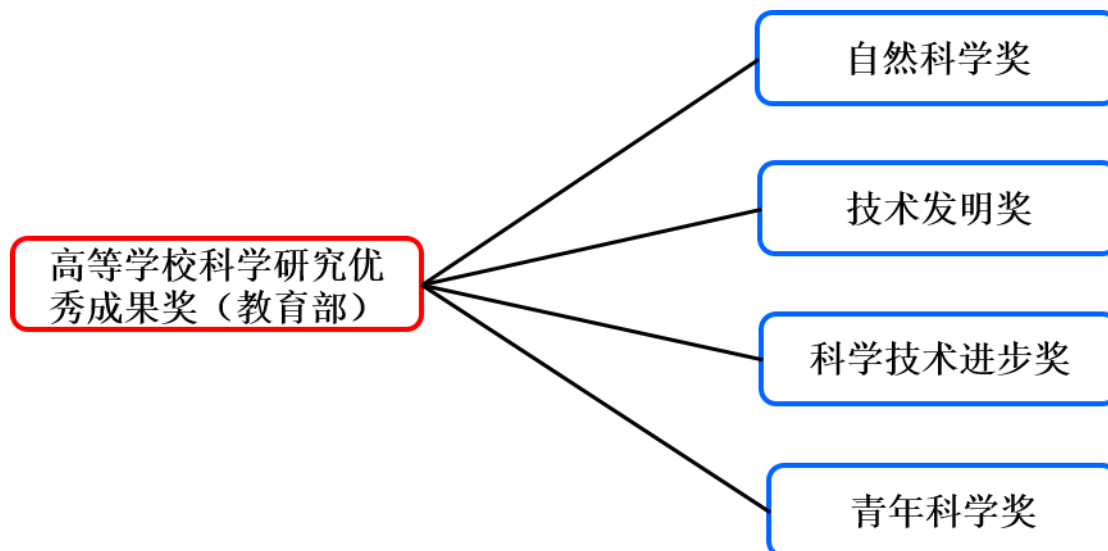 自然科学奖
技术发明奖
高等学校科学研究优
秀成果奖（教育部）
科学技术进步奖
青年科学奖